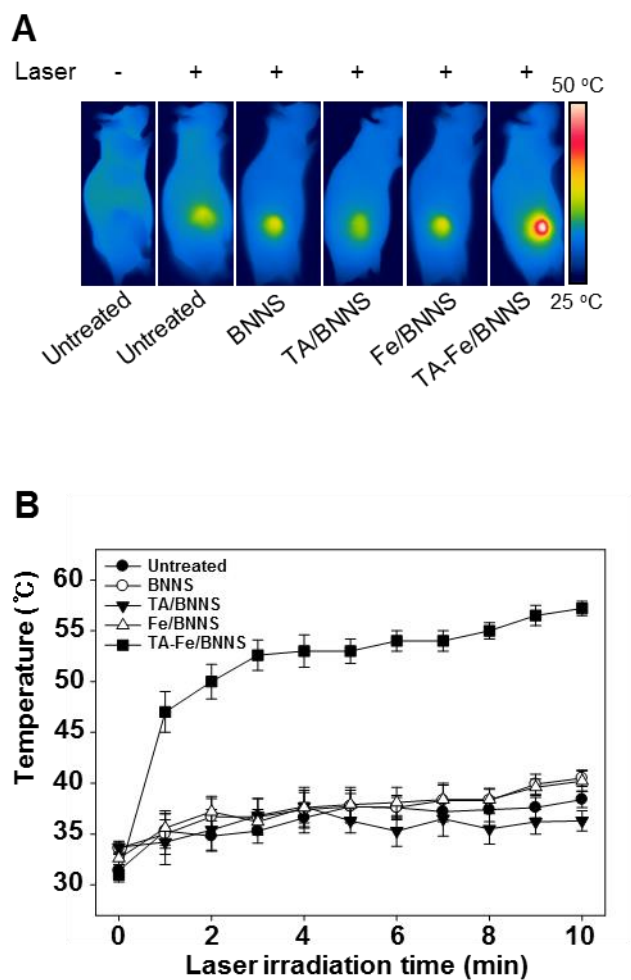 A
Laser - + + + + +
50 °C
25 °C
Untreated
Untreated
BNNS
TA/BNNS
Fe/BNNS
TA-Fe/BNNS
B
Untreated
BNNS
TA/BNNS
Fe/BNNS
TA-Fe/BNNS
Temperature (℃)
60
55
50
45
40
35
30
0 2 4 6 8 10
Laser irradiation time (min)